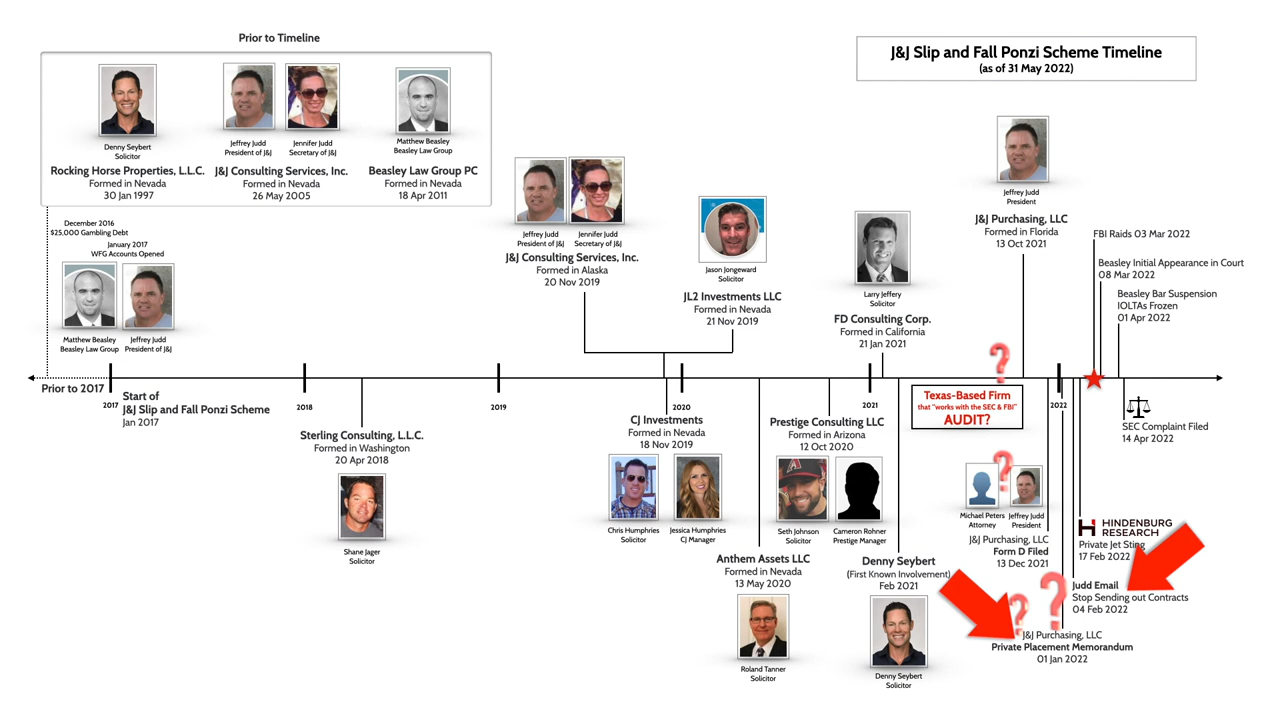 Prior to Timeline
J&J Slip and Fall Ponzi Scheme Timeline
(as of 31 May 2022)
Denny Seybert
Solicitor
Rocking Horse Properties, L.L.C.
Formed in Nevada
30 Jan 1997
Jeffrey Judd
President of J&J
Jennifer Judd
Secretary of J&J
J&J Consulting Services, Inc.
Formed in Nevada
26 May 2005
Matthew Beasley
Beasley Law Group
Beasley Law Group PC
Formed in Nevada
18 Apr 2011
December 2016
$25,000 Gambling Debt
January 2017
WFG Accounts Opened
Matthew Beasley
Beasley Law Group
Jeffrey Judd
President of J&J
Jeffrey Judd
President of J&J
Jennifer Judd
Secretary of J&J
J&J Consulting Services, Inc.
Formed in Alaska
20 Nov 2019
Jason Jongeward
Solicitor
JL2 Investments LLC
Formed in Nevada
21 Nov 2019
Larry Jeffery
Solicitor
FD Consulting Corp.
Formed in California
21 Jan 2021
Jeffrey Judd
President
J&J Purchasing, LLC
Formed in Florida
13 Oct 2021
FBI Raids 03 Mar 2022
Beasley Initial Appearance in Court
08 Mar 2022
Beasley Bar Suspension
IOLTAs Frozen
01 Apr 2022
?
Prior to 2017
2017
2018
2019
2020
2021
2022
Start of
J&J Slip and Fall Ponzi Scheme
Jan 2017
Sterling Consulting, L.L.C.
Formed in Washington
20 Apr 2018
Shane Jager
Solicitor
CJ Investments
Formed in Nevada
18 Nov 2019
Chris Humphries
Solicitor
Jessica Humphries
CJ Manager
Anthem Assets LLC
Formed in Nevada
13 May 2020
Roland Tanner
Solicitor
Prestige Consulting LLC
Formed in Arizona
12 Oct 2020
Seth Johnson
Solicitor
Cameron Rohner
Prestige Manager
Denny Seybert
(First Known Involvement)
Feb 2021
Denny Seybert
Solicitor
Texas-Based Firm
that "works with the SEC & FBI"
AUDIT?
?
Michael Peters
Attorney
Jeffrey Judd
President
J&J Purchasing, LLC
Form D Filed
13 Dec 2021
? ?
J&J Purchasing, LLC
Private Placement Memorandum
01 Jan 2022
Judd Email
Stop Sending out Contracts
04 Feb 2022
H HINDENBURG
RESEARCH
Private Jet Sting
17 Feb 2022
SEC Complaint Filed
14 Apr 2022